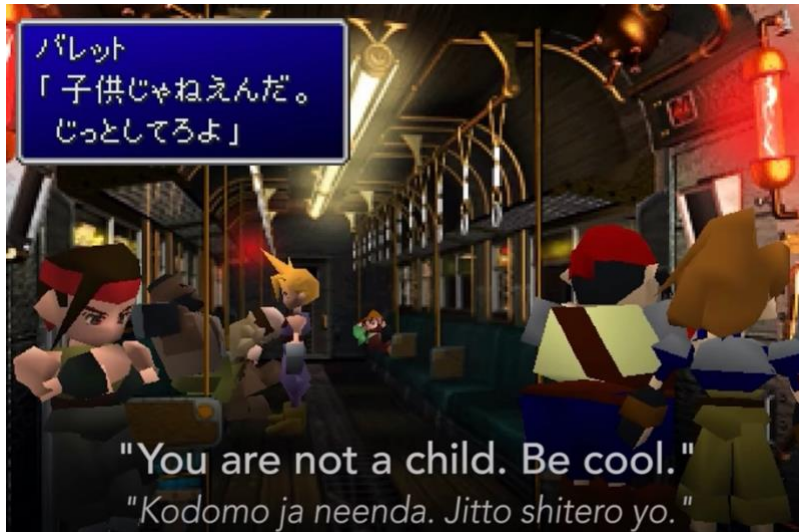 バレット
「子供じゃねえんだ。
じっとしてろよ」
"You are not a child. Be cool."
"Kodomo ja neenda. Jitto shitero yo."